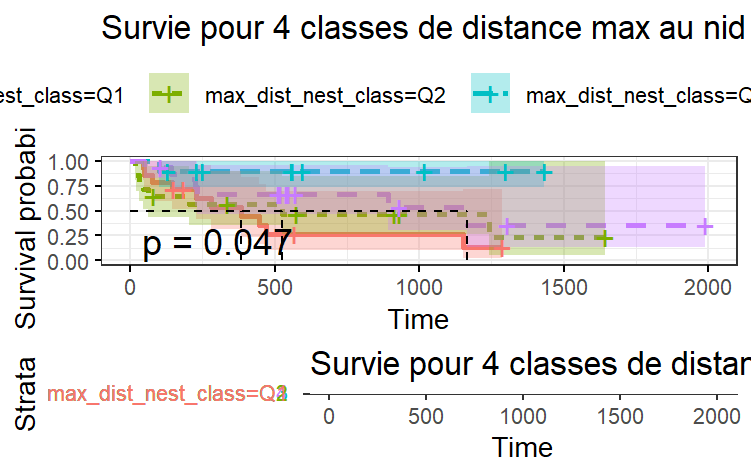 Survie pour 4 classes de distance max au nid
est_class=Q1 max_dist_nest_class=Q2 max_dist_nest_class=Q
Survival probabi
1.00
0.75
0.50
0.25
0.00
p = 0.047
0 500 1000 1500 2000
Time
Survie pour 4 classes de distan
Strata
max_dist_nest_class=
0 500 1000 1500 2000
Time